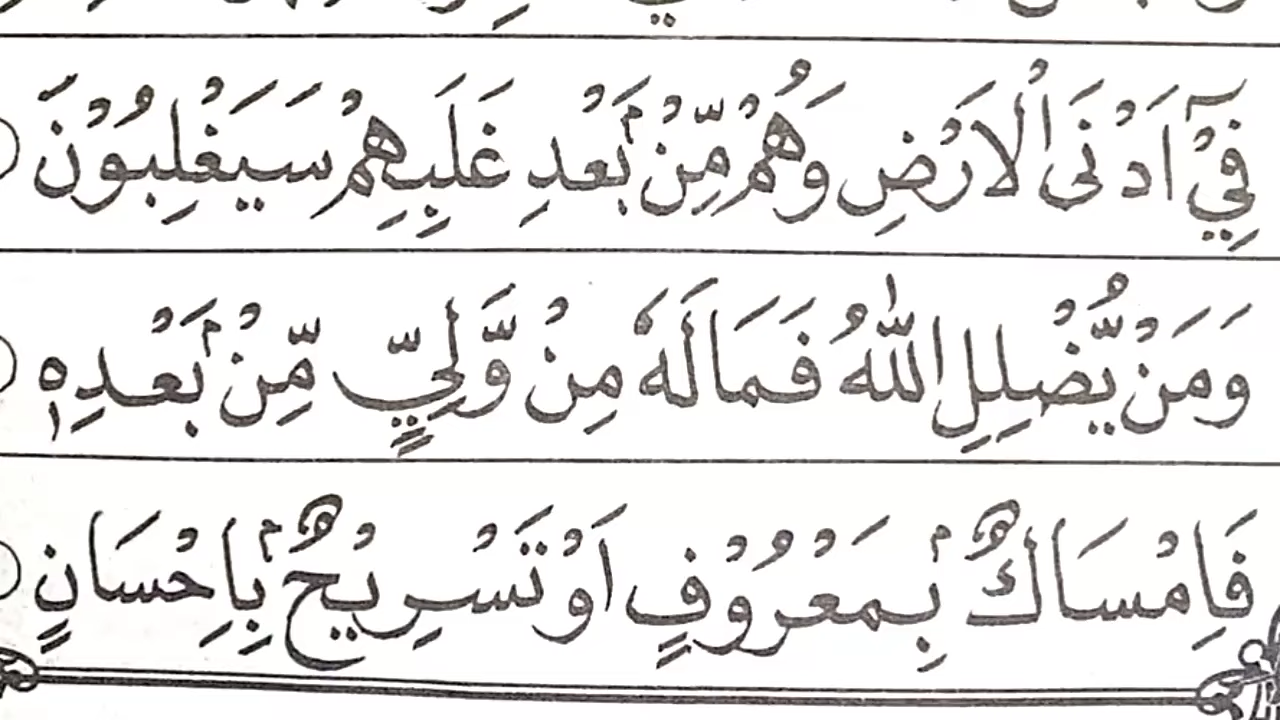 فِيْٓ اَدْنَى الْاَرْضِ وَهُمْ مِّنْۢ بَعْدِ غَلَبِهِمْ سَيَغْلِبُوْنَ
وَمَنْ يُّضْلِلِ اللّٰهُ فَمَا لَهٗ مِنْ وَّلِيٍّ مِّنْۢ بَعْدِهٖ
فَاِمْسَاكٌۢ بِمَعْرُوْفٍ اَوْ تَسْرِيْحٌۢ بِاِحْسَانٍ